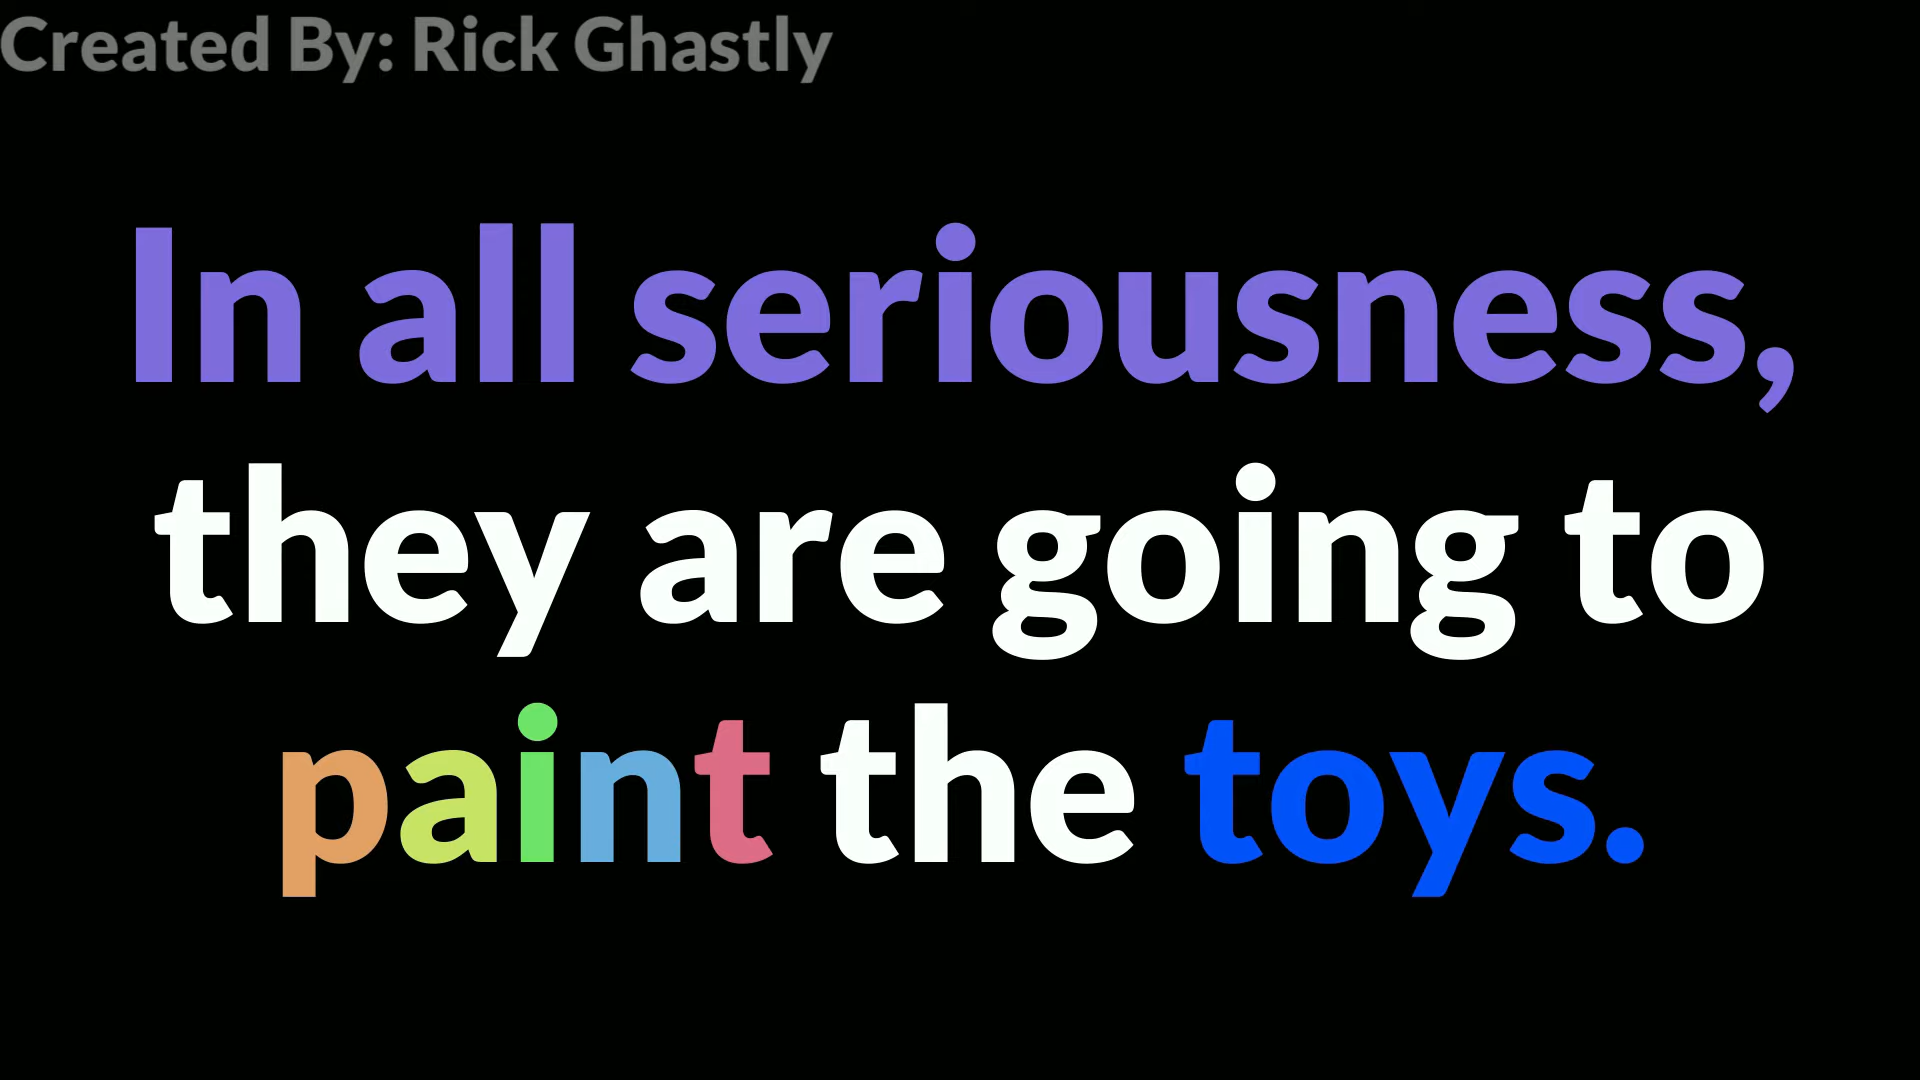 Created By: Rick Ghastly
In all seriousness,
they are going to
paint the toys.